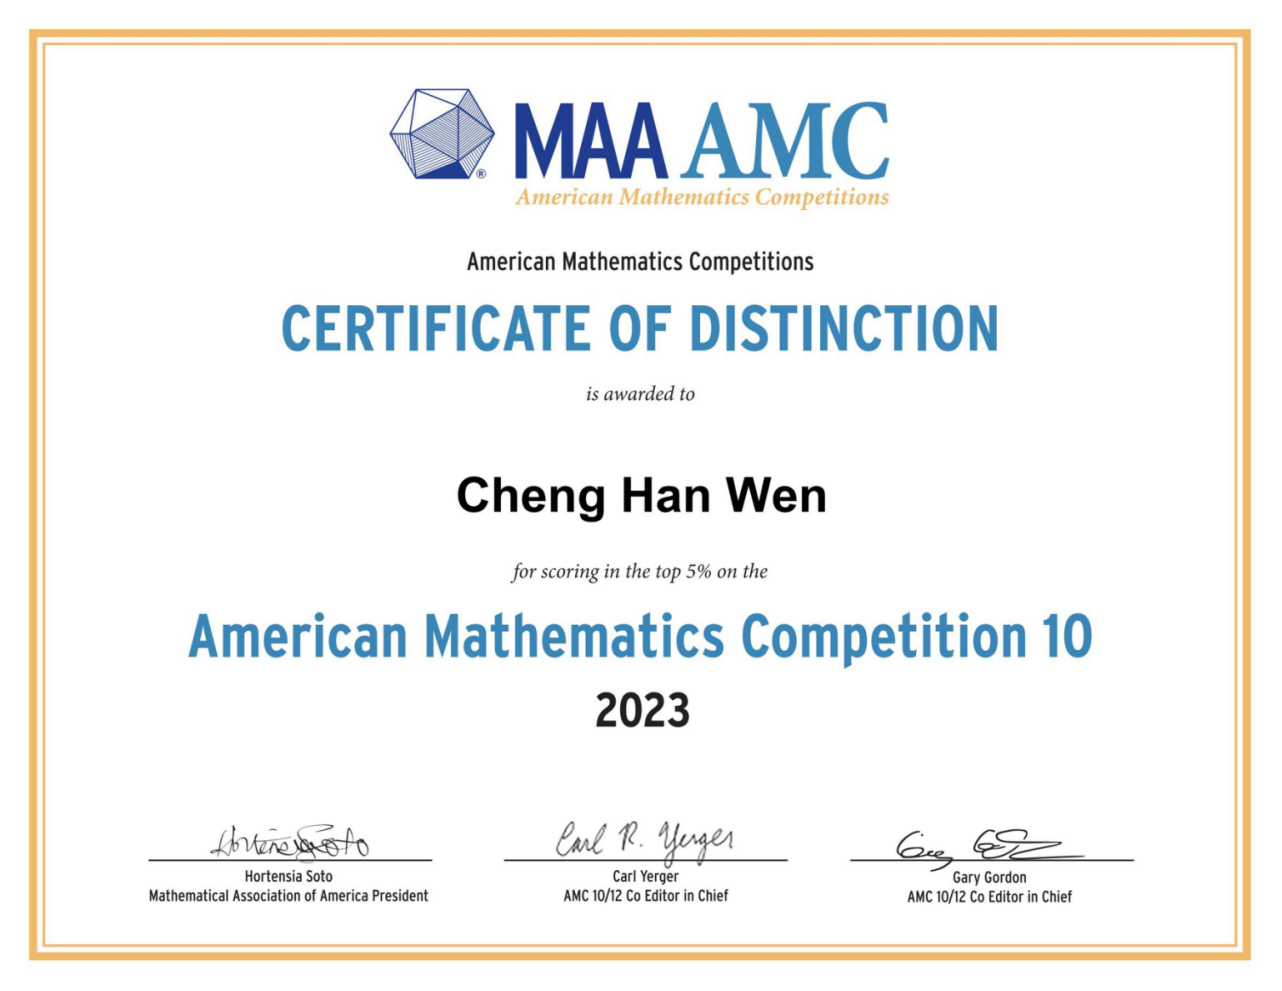 MAA AMC
®
American Mathematics Competitions
American Mathematics Competitions
CERTIFICATE OF DISTINCTION
is awarded to
Cheng Han Wen
for scoring in the top 5% on the
American Mathematics Competition 10
2023
Hortensia Soto
Carl R. Yerger
Hortensia Soto
Mathematical Association of America President
Carl Yerger
AMC 10/12 Co Editor in Chief
Gary Gordon
AMC 10/12 Co Editor in Chief